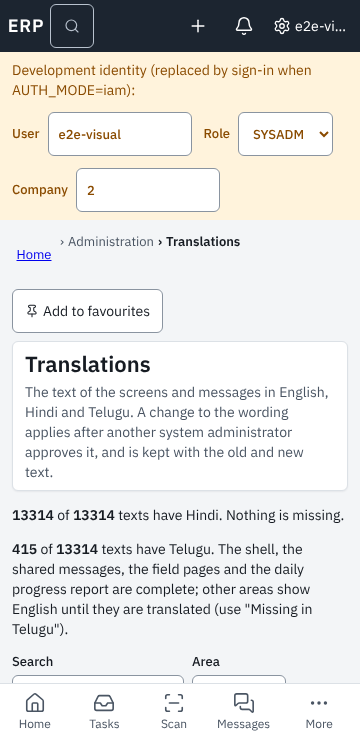 ERP
e2e-vi...
Development identity (replaced by sign-in when
AUTH_MODE=iam):
User e2e-visual Role SYSADM
Company 2
Home › Administration › Translations
Add to favourites
Translations
The text of the screens and messages in English,
Hindi and Telugu. A change to the wording
applies after another system administrator
approves it, and is kept with the old and new
text.
13314 of 13314 texts have Hindi. Nothing is missing.
415 of 13314 texts have Telugu. The shell, the
shared messages, the field pages and the daily
progress report are complete; other areas show
English until they are translated (use "Missing in
Telugu").
Search Area
Home Tasks Scan Messages More